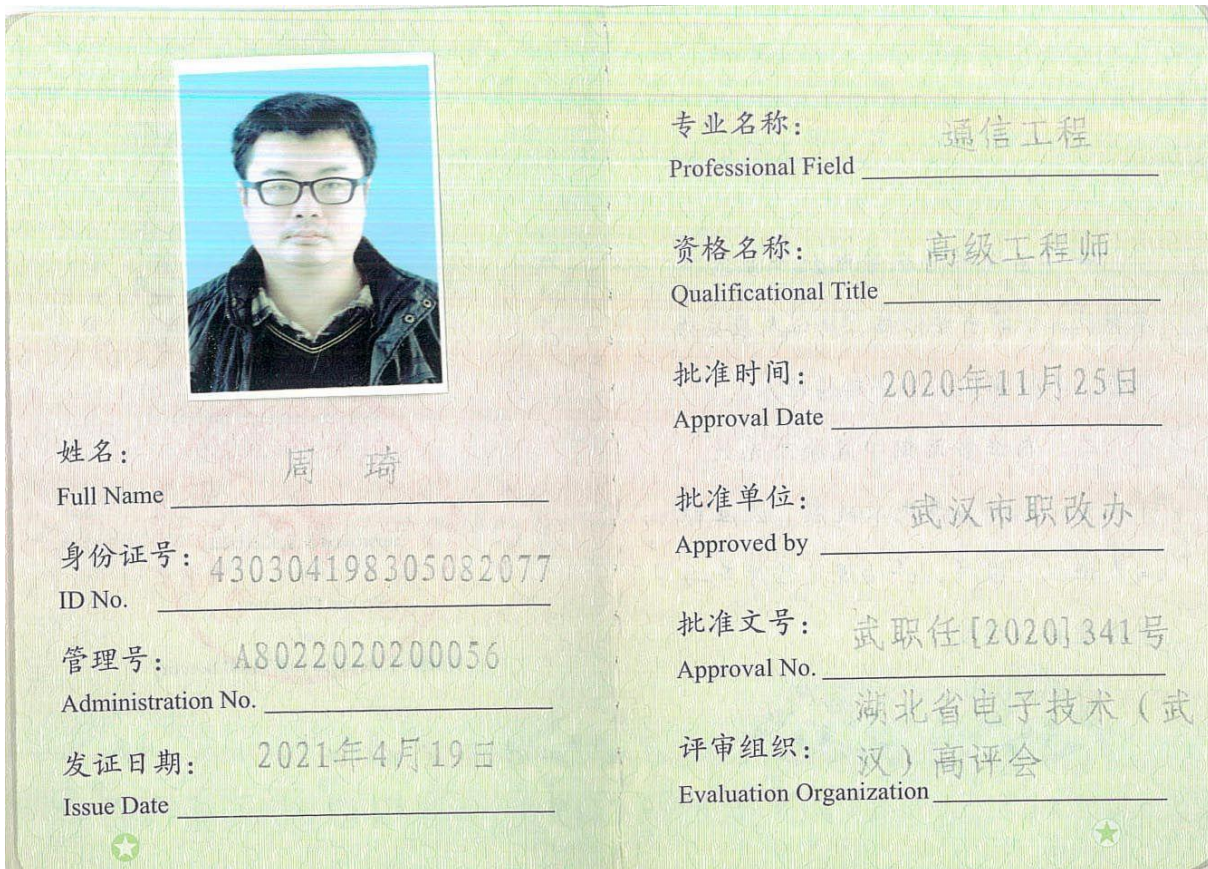 姓名： 周 琦
Full Name
身份证号： 430304198305082077
ID No.
管理号： A8022020200056
Administration No.
发证日期： 2021年4月19日
Issue Date
专业名称： 通信工程
Professional Field
资格名称： 高级工程师
Qualificational Title
批准时间： 2020年11月25日
Approval Date
批准单位： 武汉市职改办
Approved by
批准文号： 武职任[2020]341号
Approval No.
湖北省电子技术（武
评审组织： 汉）高评会
Evaluation Organization